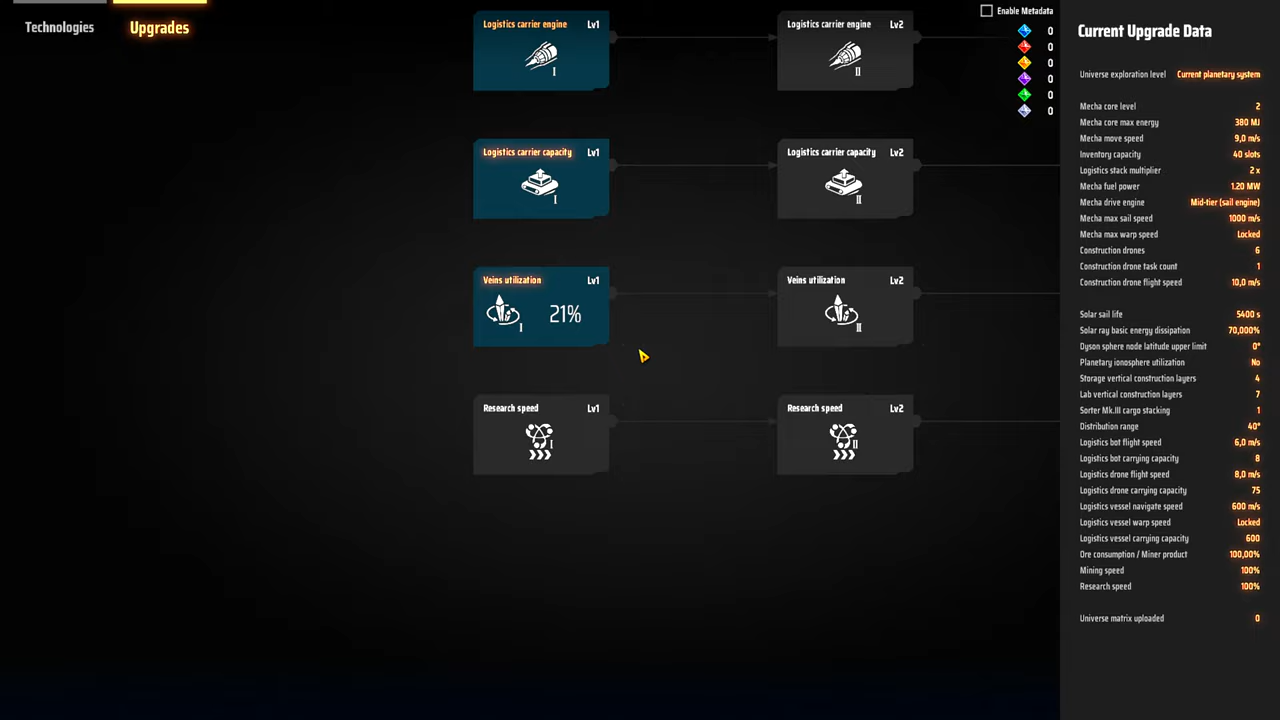 Technologies
Upgrades
Logistics carrier engine Lv1
I
Logistics carrier engine Lv2
II
Logistics carrier capacity Lv1
I
Logistics carrier capacity Lv2
II
Veins utilization Lv1
I 21%
Veins utilization Lv2
II
Research speed Lv1
I
Research speed Lv2
II
Enable Metadata
0
0
0
0
0
0
Current Upgrade Data
Universe exploration level Current planetary system
Mecha core level 2
Mecha core max energy 380 MJ
Mecha move speed 9,0 m/s
Inventory capacity 40 slots
Logistics stack multiplier 2 x
Mecha fuel power 1.20 MW
Mecha drive engine Mid-tier (sail engine)
Mecha max sail speed 1000 m/s
Mecha max warp speed Locked
Construction drones 6
Construction drone task count 1
Construction drone flight speed 10,0 m/s
Solar sail life 5400 s
Solar ray basic energy dissipation 70,000%
Dyson sphere node latitude upper limit 0°
Planetary ionosphere utilization No
Storage vertical construction layers 4
Lab vertical construction layers 7
Sorter Mk.III cargo stacking 1
Distribution range 40°
Logistics bot flight speed 6,0 m/s
Logistics bot carrying capacity 8
Logistics drone flight speed 8,0 m/s
Logistics drone carrying capacity 75
Logistics vessel navigate speed 600 m/s
Logistics vessel warp speed Locked
Logistics vessel carrying capacity 600
Ore consumption / Miner product 100,00%
Mining speed 100%
Research speed 100%
Universe matrix uploaded 0